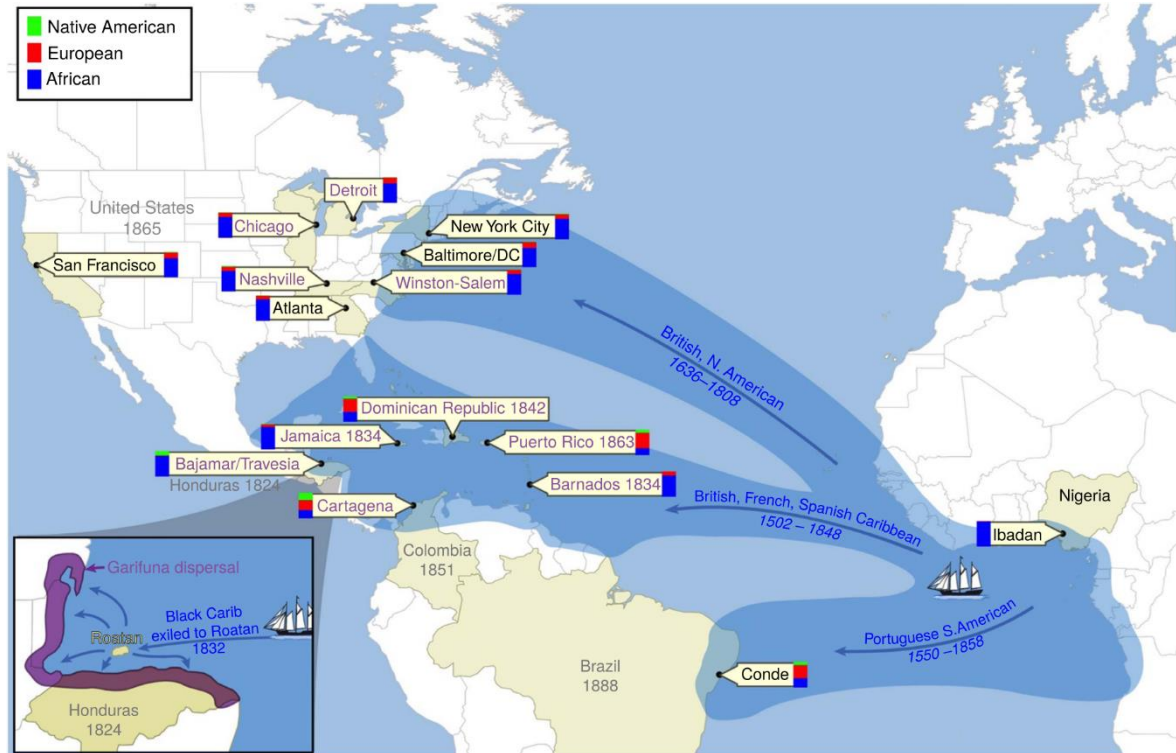 Native American
European
African
United States
1865
Detroit
Chicago
New York City
Baltimore/DC
San Francisco
Nashville
Winston-Salem
Atlanta
British, N. American
1636–1808
Dominican Republic 1842
Jamaica 1834
Puerto Rico 1863
Bajamar/Travesia
Honduras 1824
Barnados 1834
Cartagena
British, French, Spanish Caribbean
1502 – 1848
Nigeria
Ibadan
Colombia
1851
Garifuna dispersal
Black Carib
exiled to Roatan
1832
Roatan
Honduras
1824
Portuguese S.American
1550 –1858
Brazil
1888
Conde